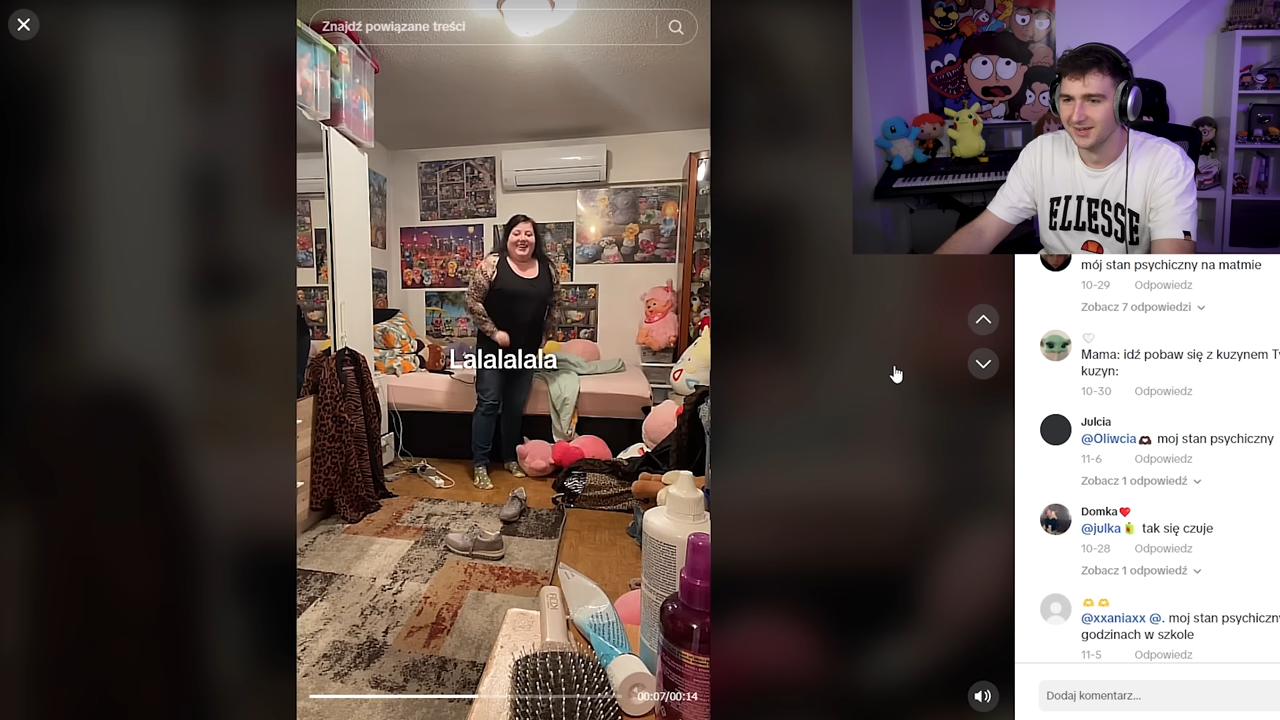 Znajdź powiązane treści
ELLESSE
Lalalalala
00:07/00:14
mój stan psychiczny na matmie
10-29 Odpowiedz
Zobacz 7 odpowiedzi
Mama: idź pobaw się z kuzynem
kuzyn:
10-30 Odpowiedz
Julcia
@Oliwcia moj stan psychiczny
11-6 Odpowiedz
Zobacz 1 odpowiedź
Domka
@julka tak się czuje
10-28 Odpowiedz
Zobacz 1 odpowiedź
@xxaniaxx @. moj stan
godzinach w szkole
11-5 Odpowiedz
Dodaj komentarz...